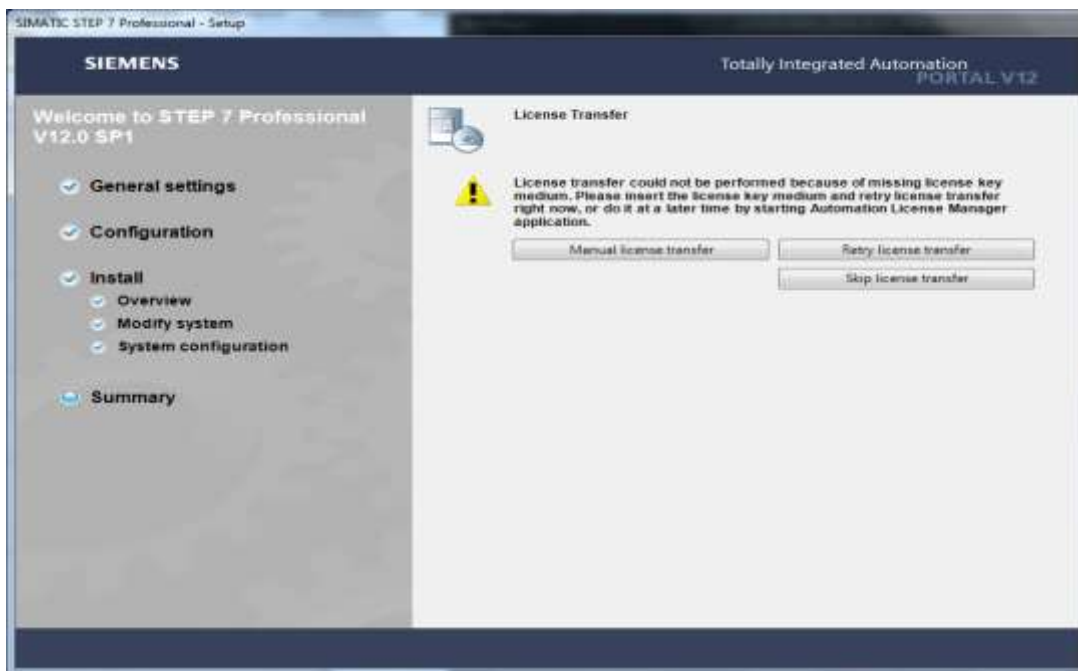 SIMATIC STEP 7 Professional - Setup
SIEMENS
Totally Integrated Automation
PORTAL V12
Welcome to STEP 7 Professional
V12.0 SP1
General settings
Configuration
Install
Overview
Modify system
System configuration
Summary
License Transfer
License transfer could not be performed because of missing license key
medium. Please insert the license key medium and retry license transfer
right now, or do it at a later time by starting Automation License Manager
application.
Manual license transfer
Retry license transfer
Skip license transfer